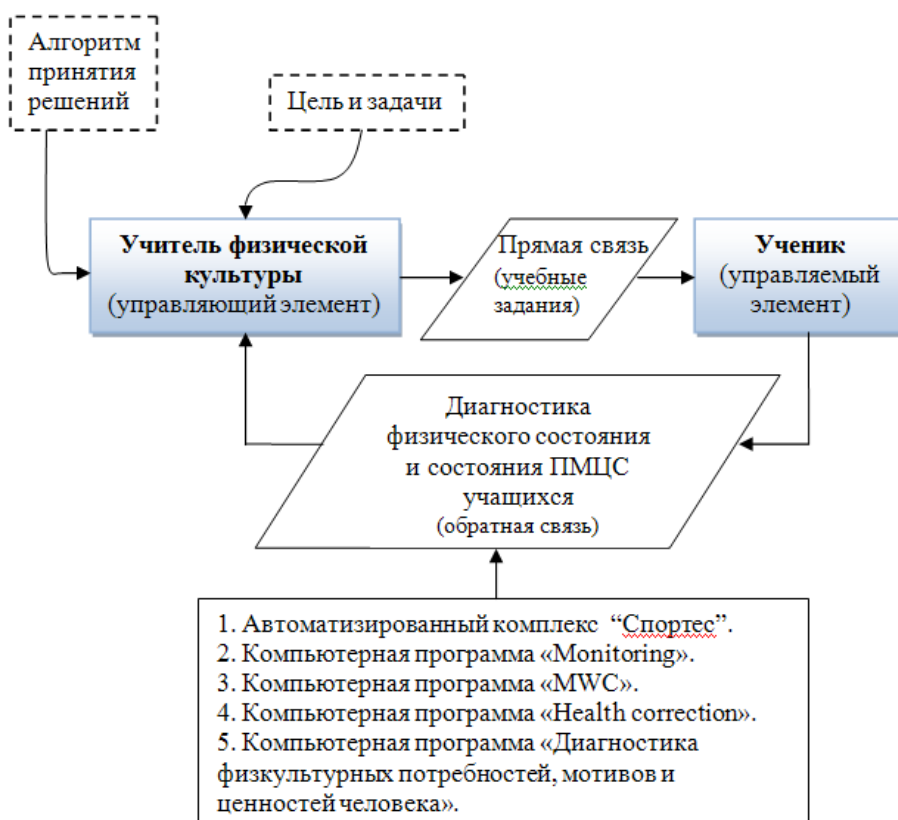 Алгоритм
принятия
решений
Цель и задачи
Учитель физической
культуры
(управляющий элемент)
Прямая связь
(учебные
задания)
Ученик
(управляемый
элемент)
Диагностика
физического состояния
и состояния ПМЦС
учащихся
(обратная связь)
1. Автоматизированный комплекс “Спортес”.
2. Компьютерная программа «Monitoring».
3. Компьютерная программа «MWC».
4. Компьютерная программа «Health correction».
5. Компьютерная программа «Диагностика
физкультурных потребностей, мотивов и
ценностей человека».